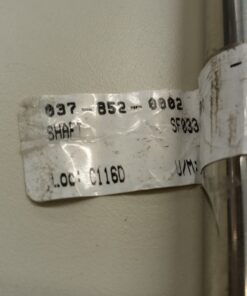 037-852-0002
SHAFT SF033
LOC: C116D U/M: